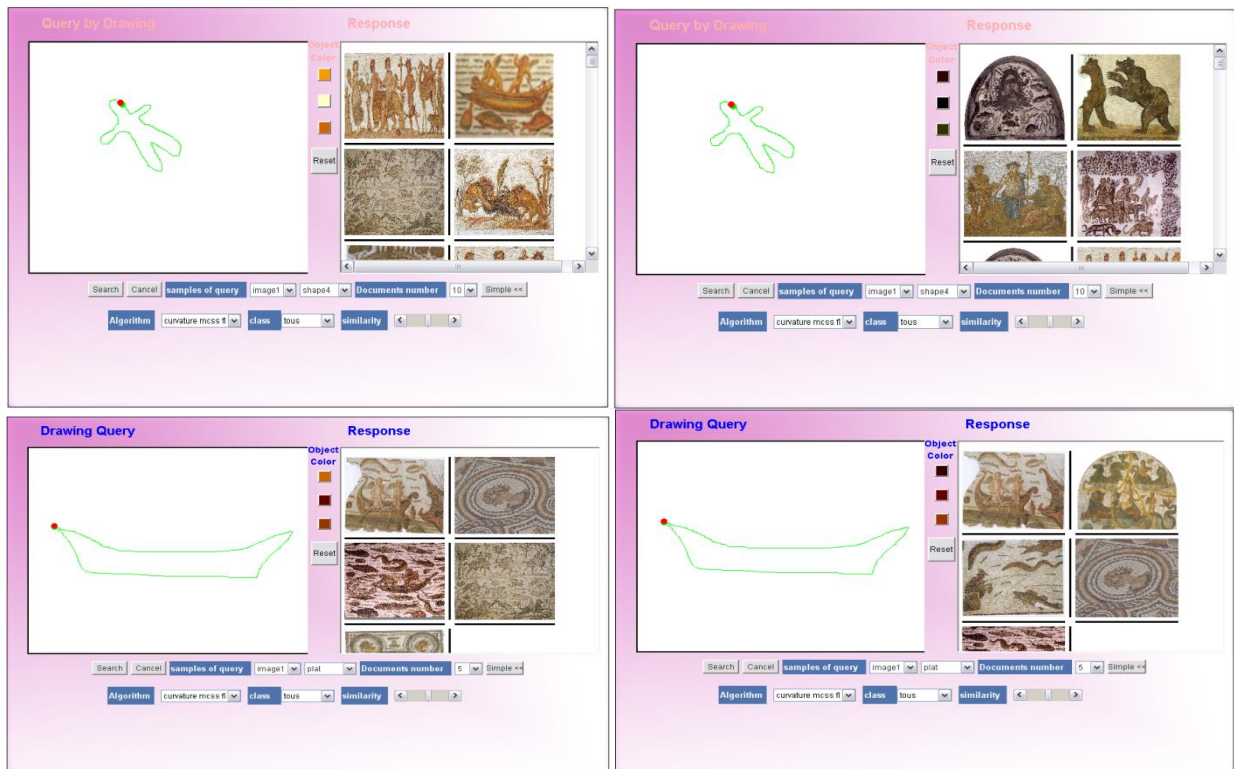 Query by Drawing Response
Object
Color
Reset
Search Cancel samples of query image1 shape4 Documents number 10 Simple <<
Algorithm curvature mcss fl class tous similarity
Query by Drawing Response
Object
Color
Reset
Search Cancel samples of query image1 shape4 Documents number 10 Simple <<
Algorithm curvature mcss fl class tous similarity
Drawing Query Response
Object
Color
Reset
Search Cancel samples of query image1 plat Documents number 5 Simple <<
Algorithm curvature mcss fl class tous similarity
Drawing Query Response
Object
Color
Reset
Search Cancel samples of query image1 plat Documents number 5 Simple <<
Algorithm curvature mcss fl class tous similarity